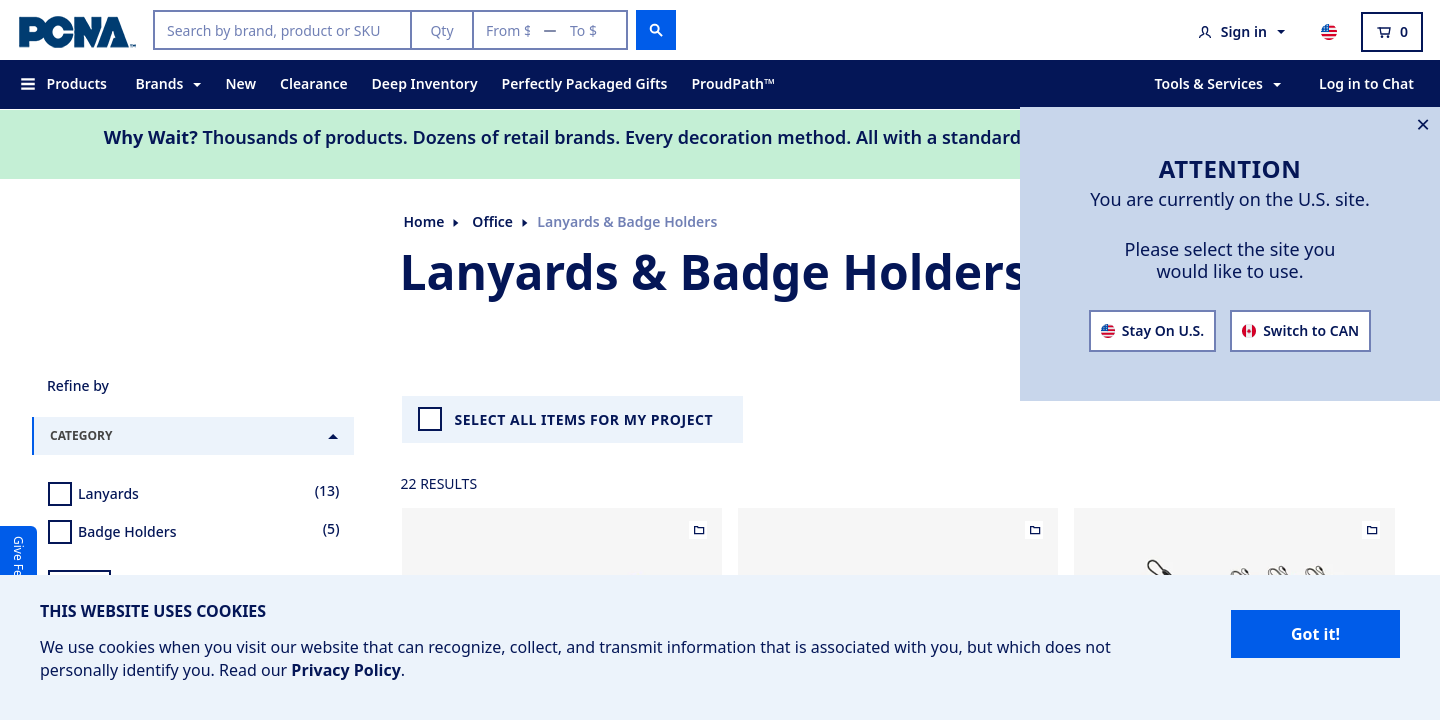 PCNA™
Search by brand, product or SKU
Qty
From $
To $
Sign in
0
Products
Brands
New
Clearance
Deep Inventory
Perfectly Packaged Gifts
ProudPath™
Tools & Services
Log in to Chat
Why Wait? Thousands of products. Dozens of retail brands. Every decoration method. All with a standard
×
ATTENTION
You are currently on the U.S. site.
Please select the site you
would like to use.
Stay On U.S.
Switch to CAN
Home
Office
Lanyards & Badge Holders
Lanyards & Badge Holders
Refine by
CATEGORY
Lanyards
(13)
Badge Holders
(5)
SELECT ALL ITEMS FOR MY PROJECT
22 RESULTS
Give
THIS WEBSITE USES COOKIES
We use cookies when you visit our website that can recognize, collect, and transmit information that is associated with you, but which does not
personally identify you. Read our Privacy Policy.
Got it!